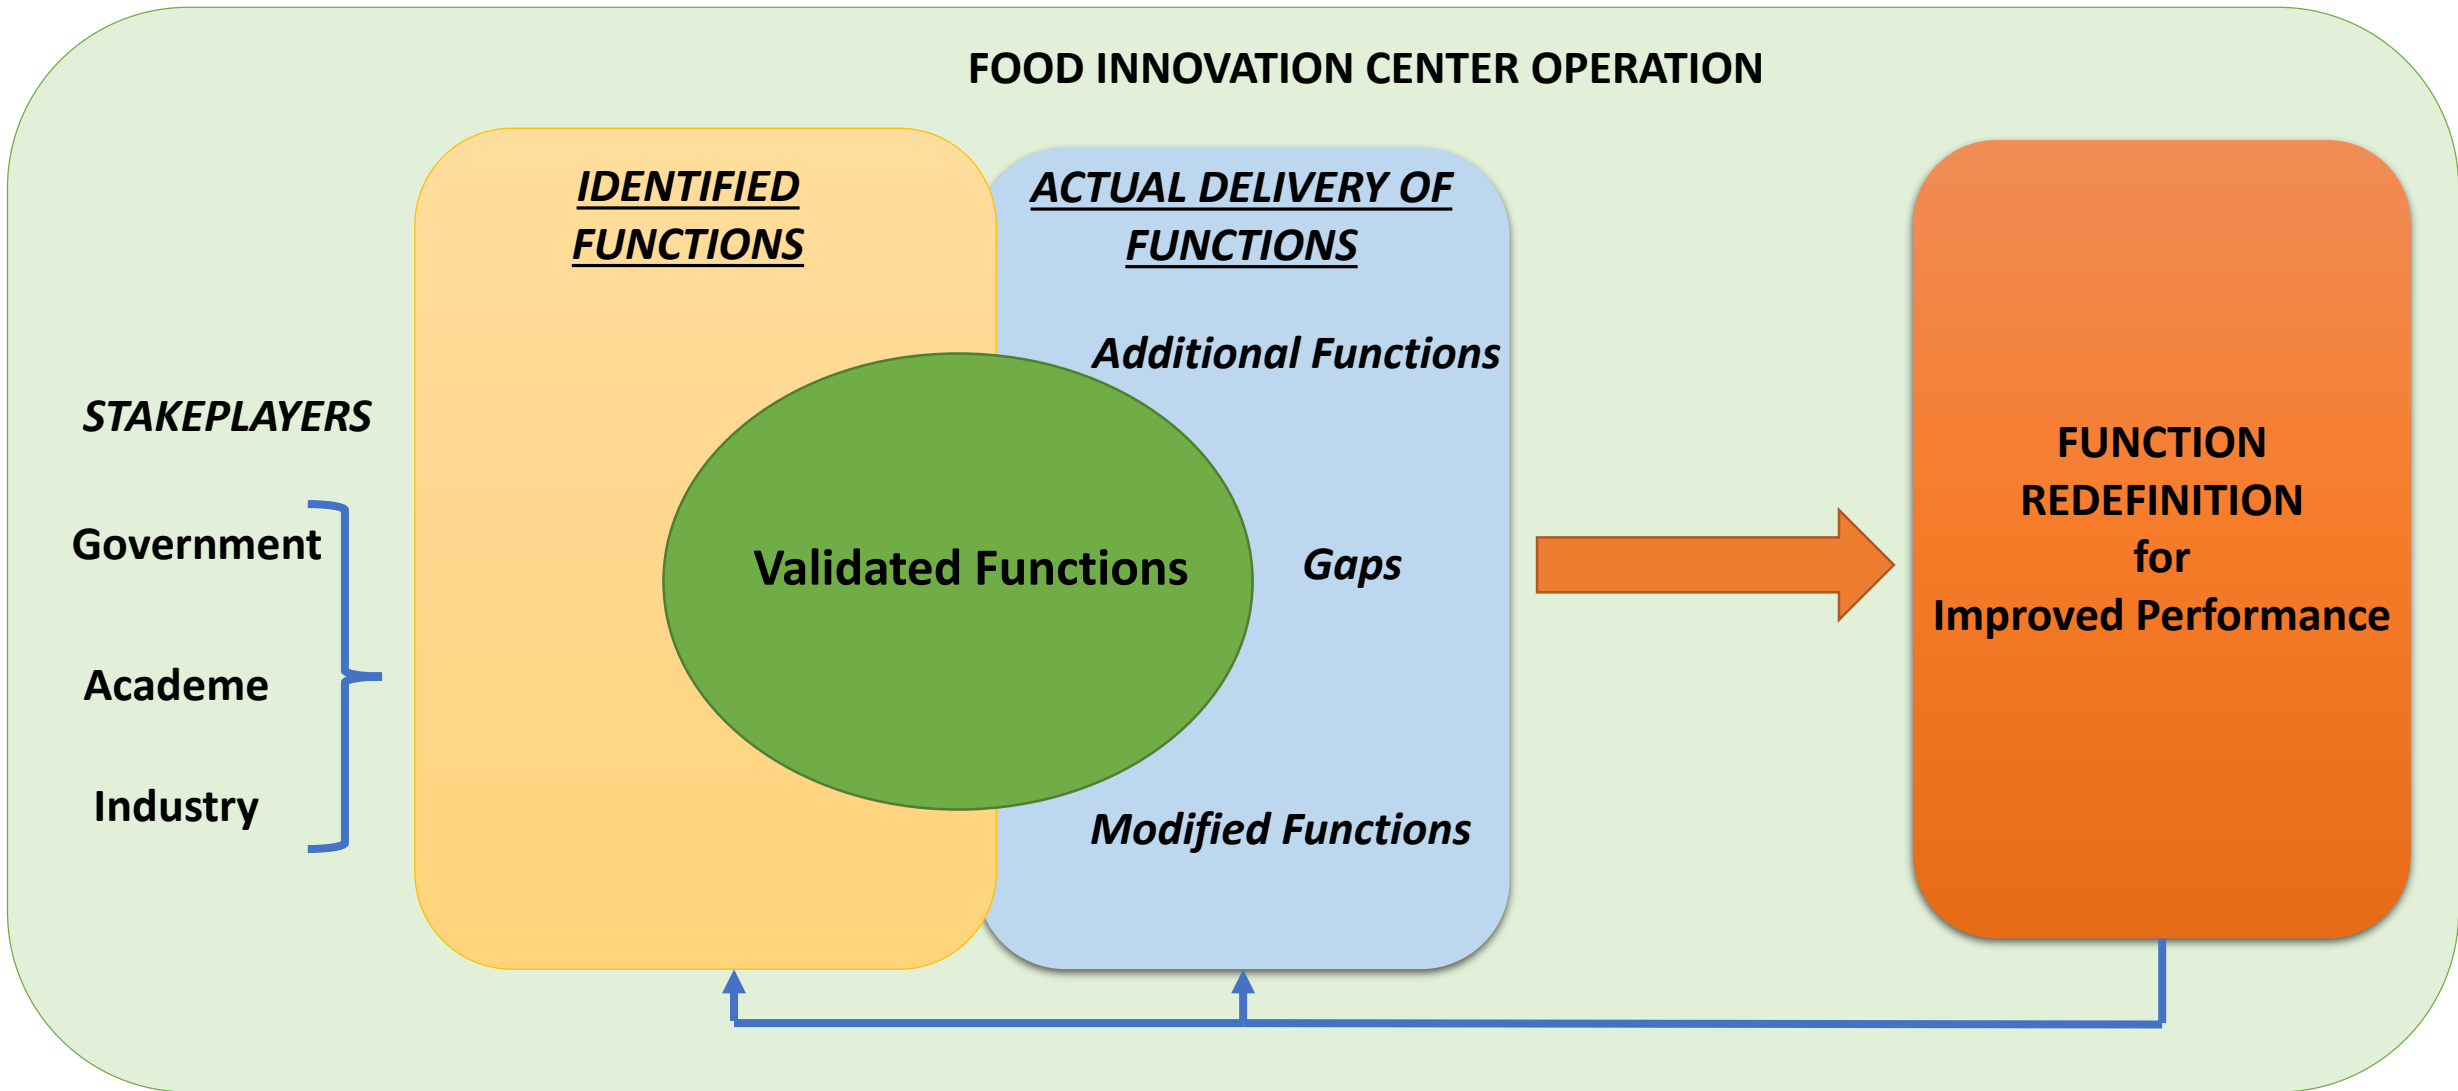 FOOD INNOVATION CENTER OPERATION
STAKEPLAYERS
Government
Academe
Industry
IDENTIFIED
FUNCTIONS
Validated Functions
ACTUAL DELIVERY OF
FUNCTIONS
Additional Functions
Gaps
Modified Functions
FUNCTION
REDEFINITION
for
Improved Performance